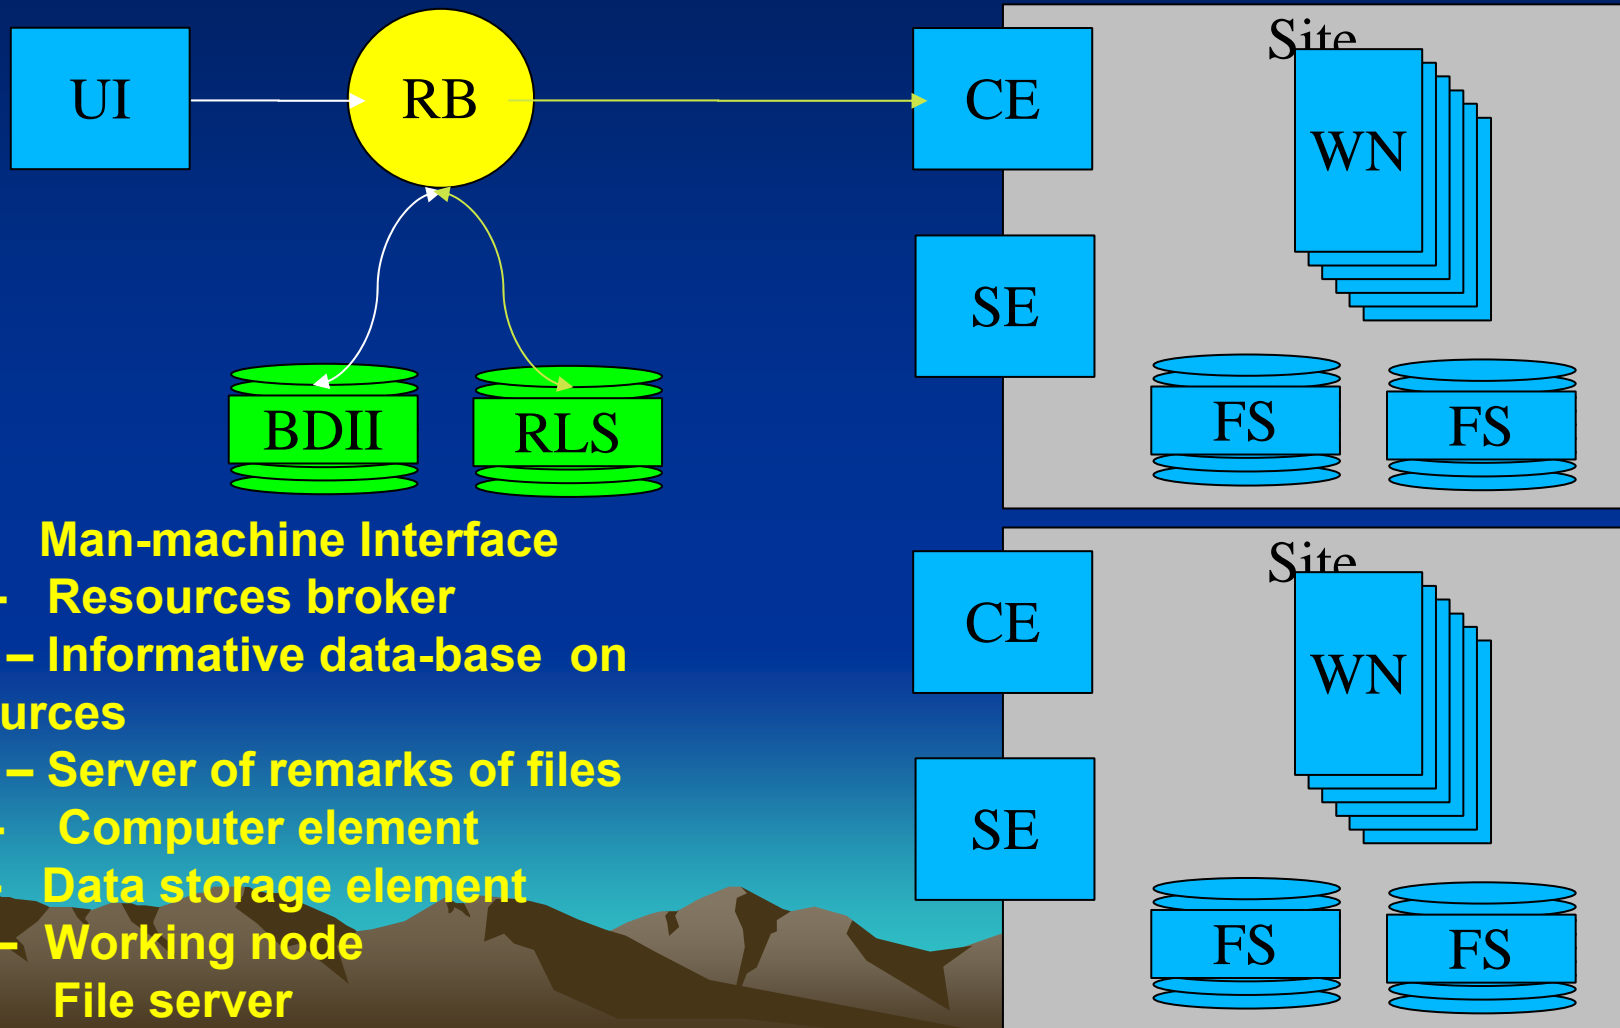 UI
RB
CE
Site
WN
SE
FS
FS
BDII
RLS
Man-machine Interface
- Resources broker
– Informative data-base on
urces
– Server of remarks of files
- Computer element
- Data storage element
– Working node
File server
CE
Site
WN
SE
FS
FS